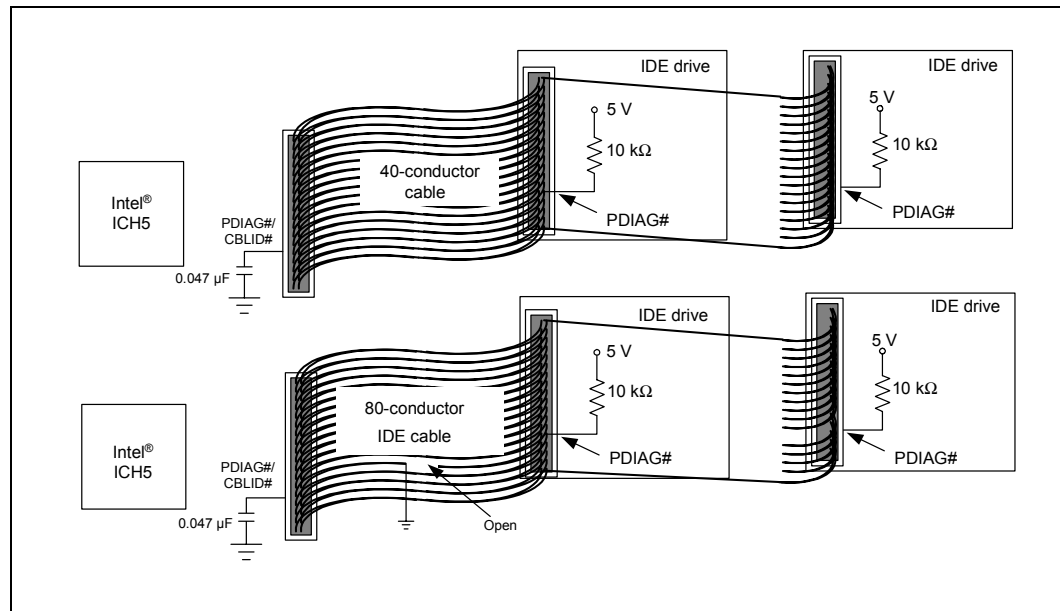 IDE drive
IDE drive
5 V
5 V
10 kΩ
10 kΩ
40-conductor
cable
Intel®
ICH5
PDIAG#/
CBLID#
PDIAG#
PDIAG#
0.047 µF
IDE drive
IDE drive
5 V
5 V
10 kΩ
10 kΩ
80-conductor
IDE cable
Intel®
ICH5
PDIAG#/
CBLID#
PDIAG#
PDIAG#
0.047 µF
Open